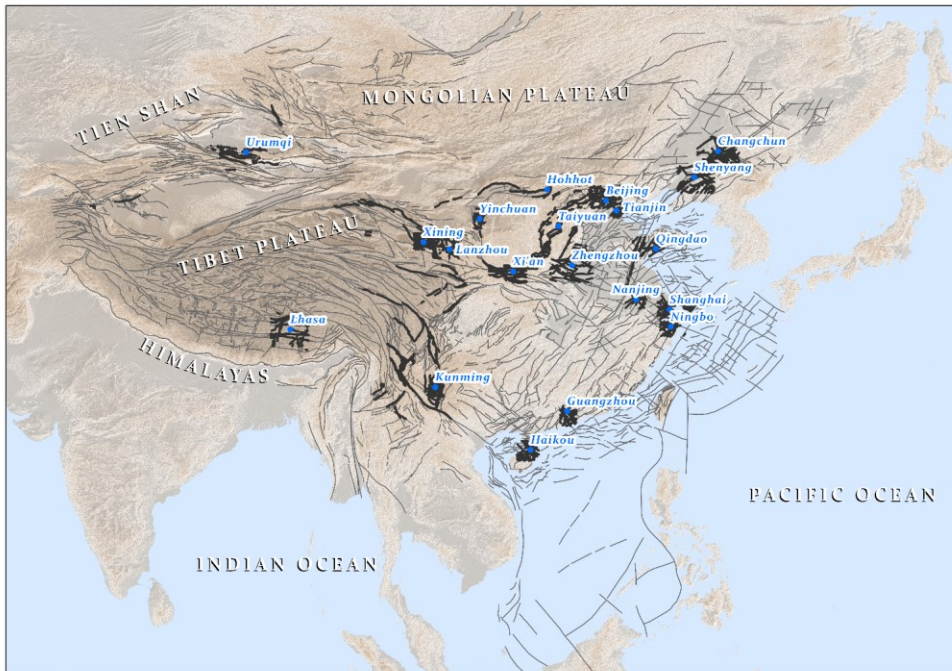 MONGOLIAN PLATEAU
TIEN SHAN
Urumqi
Changchun
Shenyang
Hohhot
Beijing
Tianjin
Yinchuan
Taiyuan
TIBET PLATEAU
Xining
Lanzhou
Qingdao
Xi'an
Zhengzhou
Nanjing
Shanghai
Ningbo
Lhasa
HIMALAYAS
Kunming
Guangzhou
Haikou
PACIFIC OCEAN
INDIAN OCEAN